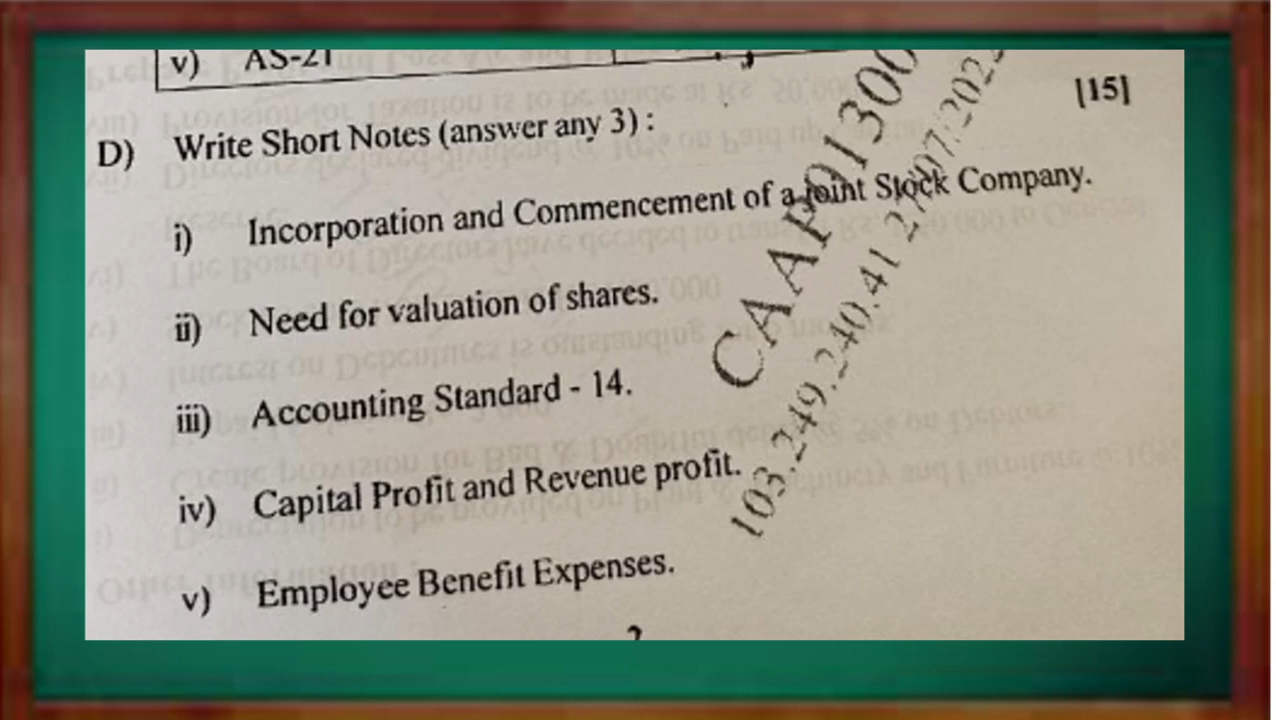 v) AS-21
[15]
D) Write Short Notes (answer any 3) :
i) Incorporation and Commencement of a joint Stock Company.
ii) Need for valuation of shares.
iii) Accounting Standard - 14.
iv) Capital Profit and Revenue profit.
v) Employee Benefit Expenses.